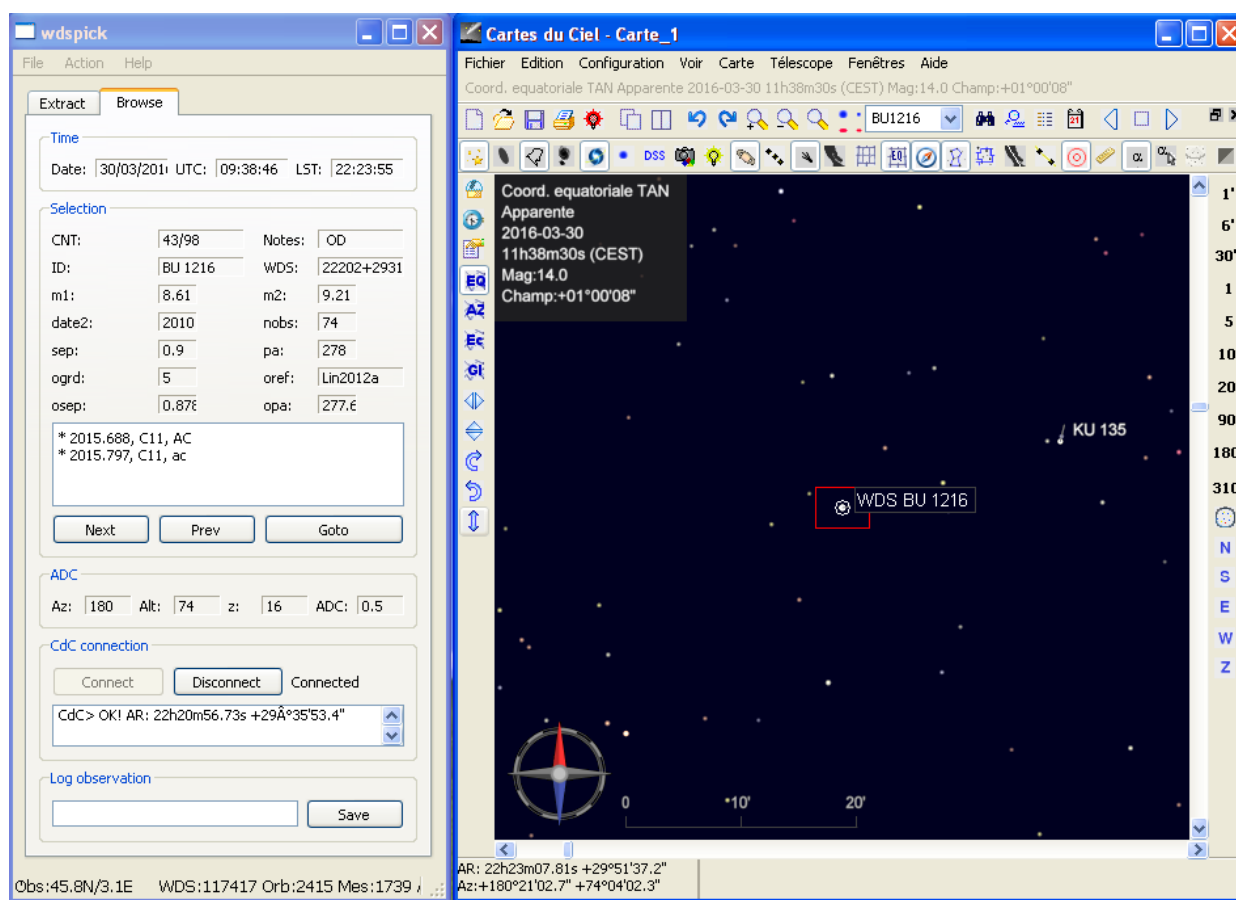 wdspick
File Action Help
Extract Browse
Time
Date: 30/03/201 UTC: 09:38:46 LST: 22:23:55
Selection
CNT: 43/98 Notes: OD
ID: BU 1216 WDS: 22202+2931
m1: 8.61 m2: 9.21
date2: 2010 nobs: 74
sep: 0.9 pa: 278
ogrd: 5 oref: Lin2012a
osep: 0.878 opa: 277.6
* 2015.688, C11, AC
* 2015.797, C11, ac
Next Prev Goto
ADC
Az: 180 Alt: 74 z: 16 ADC: 0.5
CdC connection
Connect Disconnect Connected
CdC> OK! AR: 22h20m56.73s +29Â°35'53.4"
Log observation
Save
Obs:45.8N/3.1E WDS:117417 Orb:2415 Mes:1739
Cartes du Ciel - Carte_1
Fichier Edition Configuration Voir Carte Télescope Fenêtres Aide
Coord. equatoriale TAN Apparente 2016-03-30 11h38m30s (CEST) Mag:14.0 Champ:+01°00'08"
BU1216
21
DSS
EQ
α
α
Coord. equatoriale TAN
Apparente
2016-03-30
11h38m30s (CEST)
Mag:14.0
Champ:+01°00'08"
EQ
AZ
Ec
Gl
KU 135
WDS BU 1216
0 10' 20'
1'
6'
30'
1
5
10
20
90
180
310
N
S
E
W
Z
AR: 22h23m07.81s +29°51'37.2"
Az:+180°21'02.7" +74°04'02.3"